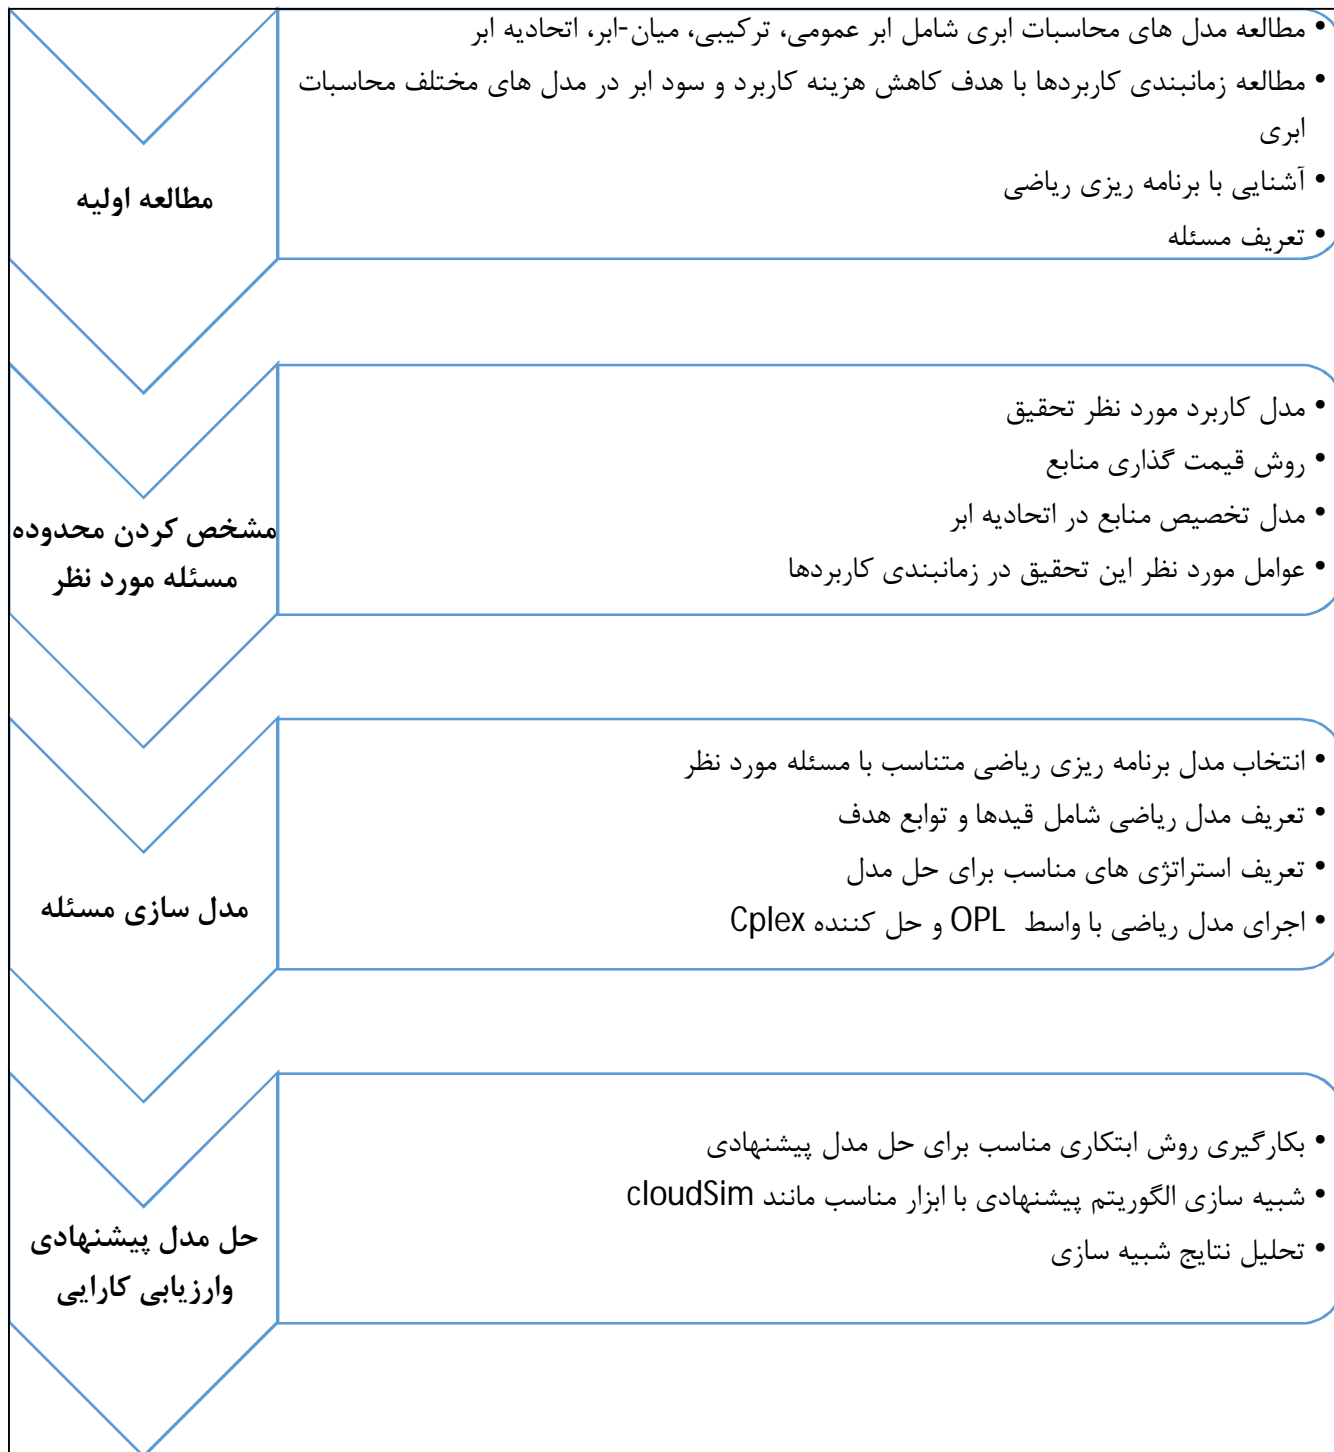 • مطالعه مدل های محاسبات ابری شامل ابر عمومی، ترکیبی، میان-ابر، اتحادیه ابر
• مطالعه زمانبندی کاربردها با هدف کاهش هزینه کاربرد و سود ابر در مدل های مختلف محاسبات
ابری
• آشنایی با برنامه ریزی ریاضی
• تعریف مسئله
مطالعه اولیه
• مدل کاربرد مورد نظر تحقیق
• روش قیمت گذاری منابع
• مدل تخصیص منابع در اتحادیه ابر
• عوامل مورد نظر این تحقیق در زمانبندی کاربردها
مشخص کردن محدوده
مسئله مورد نظر
• انتخاب مدل برنامه ریزی ریاضی متناسب با مسئله مورد نظر
• تعریف مدل ریاضی شامل قیدها و توابع هدف
• تعریف استراتژی های مناسب برای حل مدل
• اجرای مدل ریاضی با واسط OPL و حل کننده Cplex
مدل سازی مسئله
• بکارگیری روش ابتکاری مناسب برای حل مدل پیشنهادی
• شبیه سازی الگوریتم پیشنهادی با ابزار مناسب مانند cloudSim
• تحلیل نتایج شبیه سازی
حل مدل پیشنهادی
وارزیابی کارایی